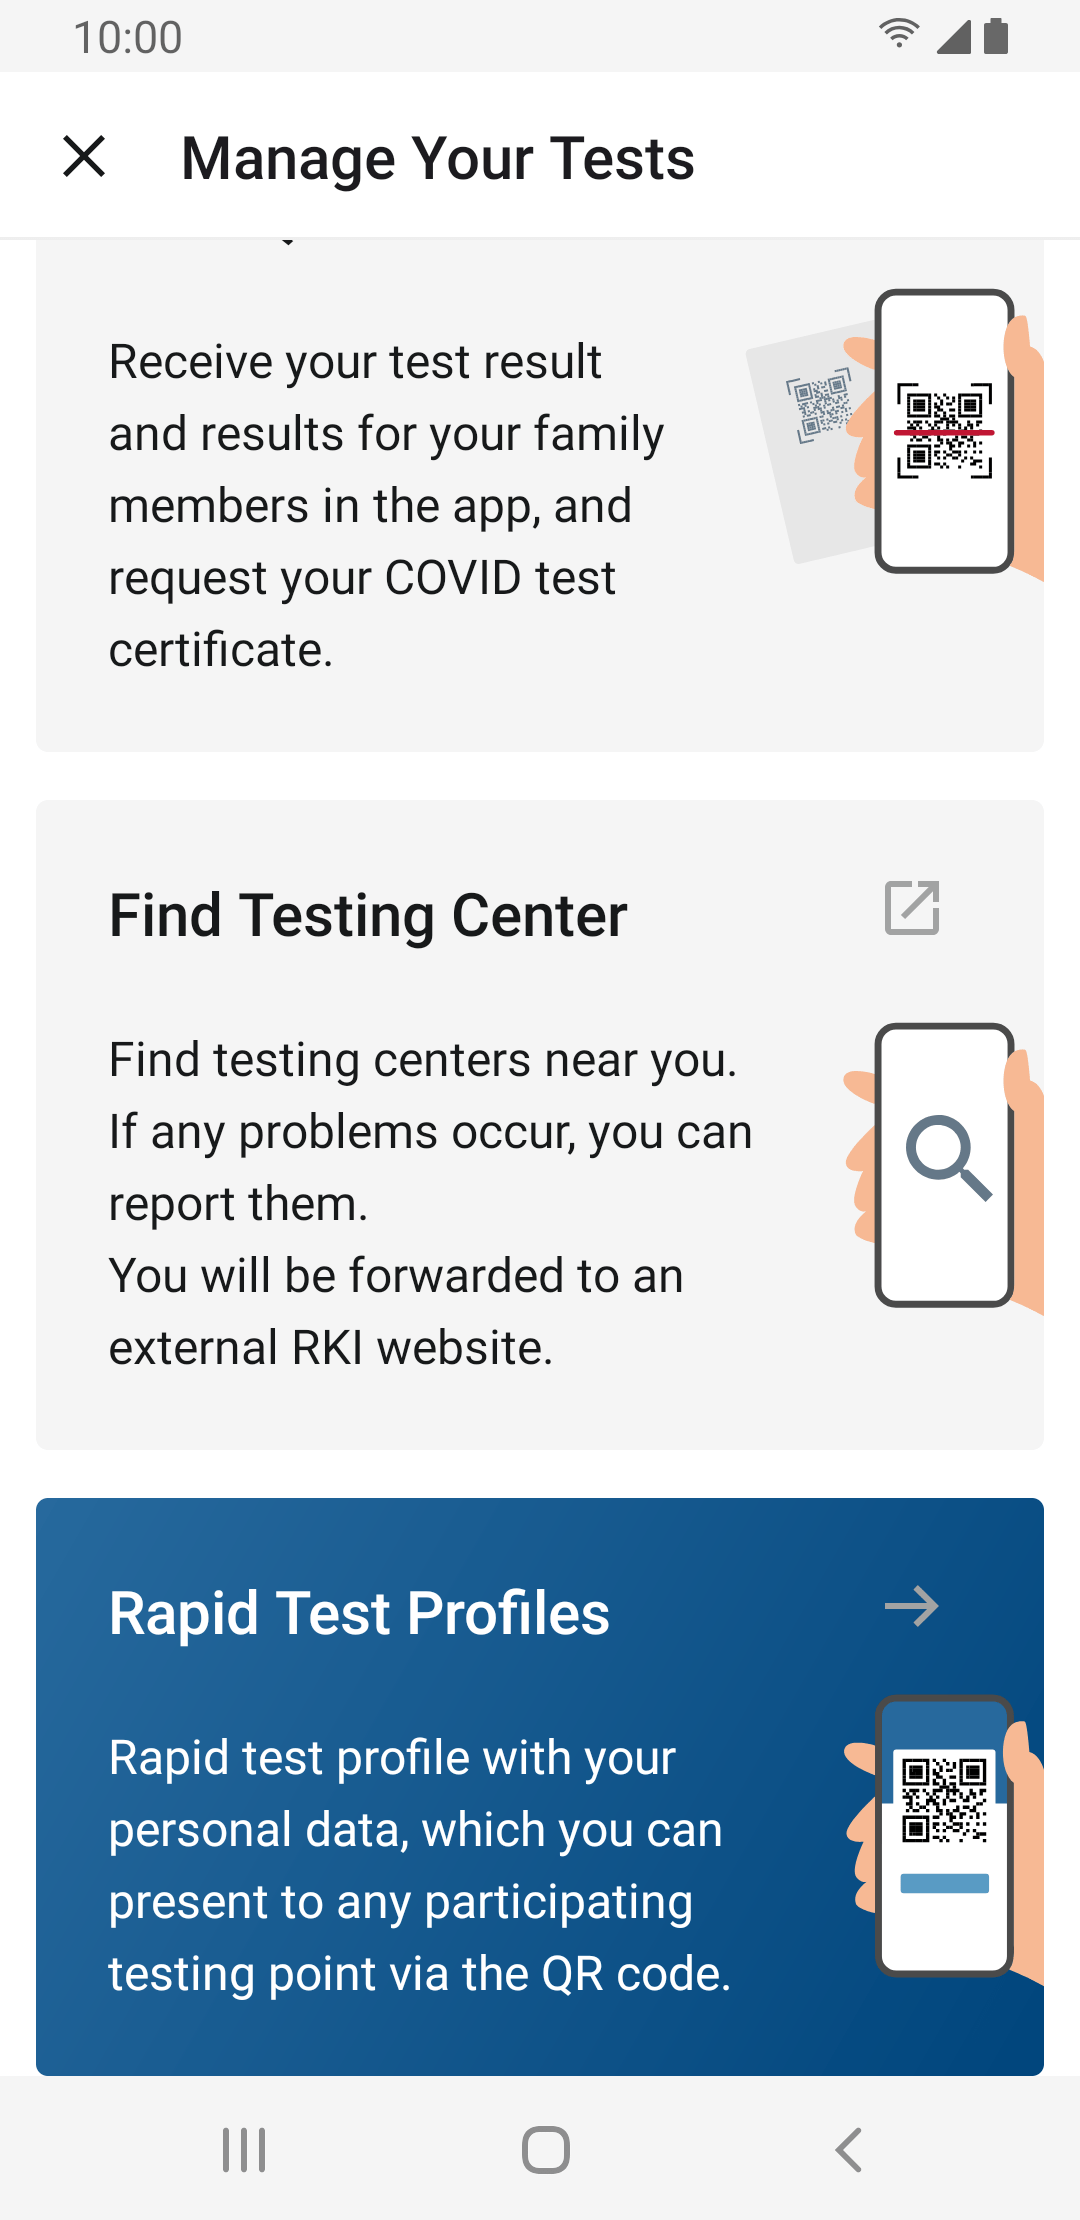 10:00
Manage Your Tests
Receive your test result
and results for your family
members in the app, and
request your COVID test
certificate.
Find Testing Center
Find testing centers near you.
If any problems occur, you can
report them.
You will be forwarded to an
external RKI website.
Rapid Test Profiles
Rapid test profile with your
personal data, which you can
present to any participating
testing point via the QR code.